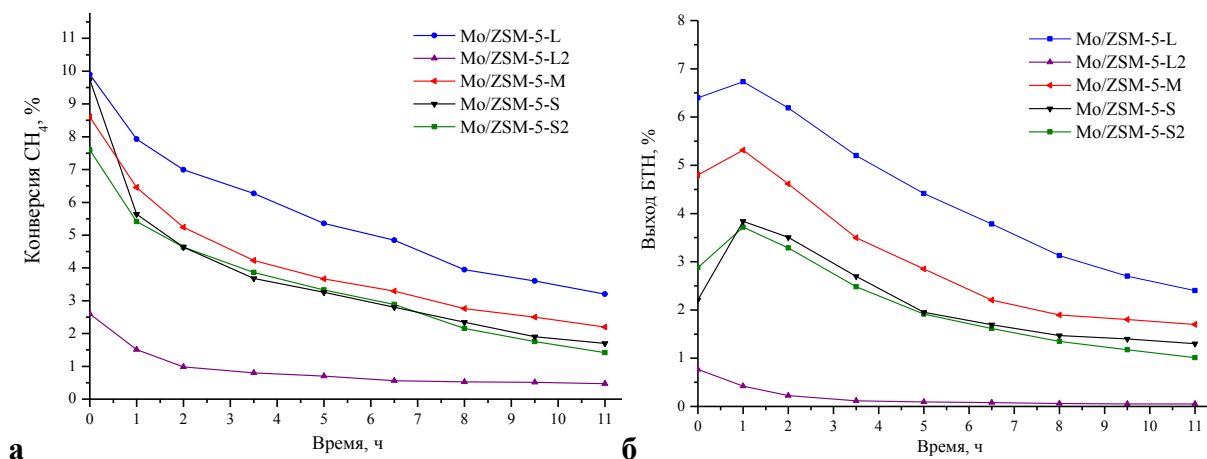 Конверсия CH4, %
11
10
9
8
7
6
5
4
3
2
1
0
Mo/ZSM-5-L
Mo/ZSM-5-L2
Mo/ZSM-5-M
Mo/ZSM-5-S
Mo/ZSM-5-S2
0 1 2 3 4 5 6 7 8 9 10 11
Время, ч
а
Выход БТН, %
8
7
6
5
4
3
2
1
0
Mo/ZSM-5-L
Mo/ZSM-5-L2
Mo/ZSM-5-M
Mo/ZSM-5-S
Mo/ZSM-5-S2
0 1 2 3 4 5 6 7 8 9 10 11
Время, ч
б